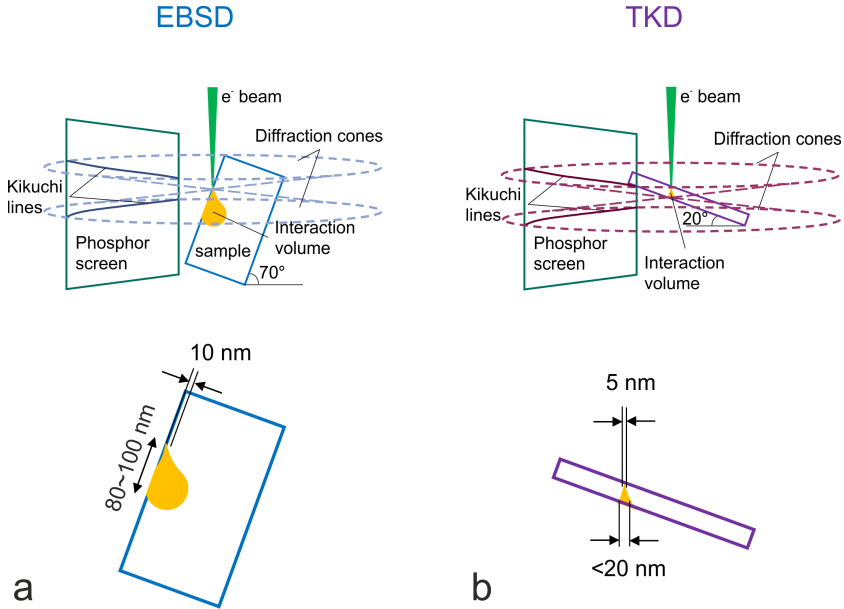 EBSD
TKD
e⁻ beam
Diffraction cones
Kikuchi
lines
Phosphor
screen
sample
Interaction
volume
70°
e⁻ beam
Diffraction cones
Kikuchi
lines
Phosphor
screen
20°
Interaction
volume
10 nm
80~100 nm
a
5 nm
<20 nm
b